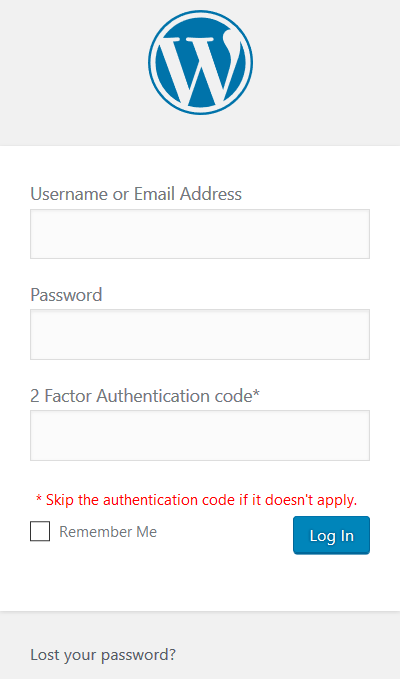 Username or Email Address
Password
2 Factor Authentication code*
* Skip the authentication code if it doesn't apply.
Remember Me
Log In
Lost your password?